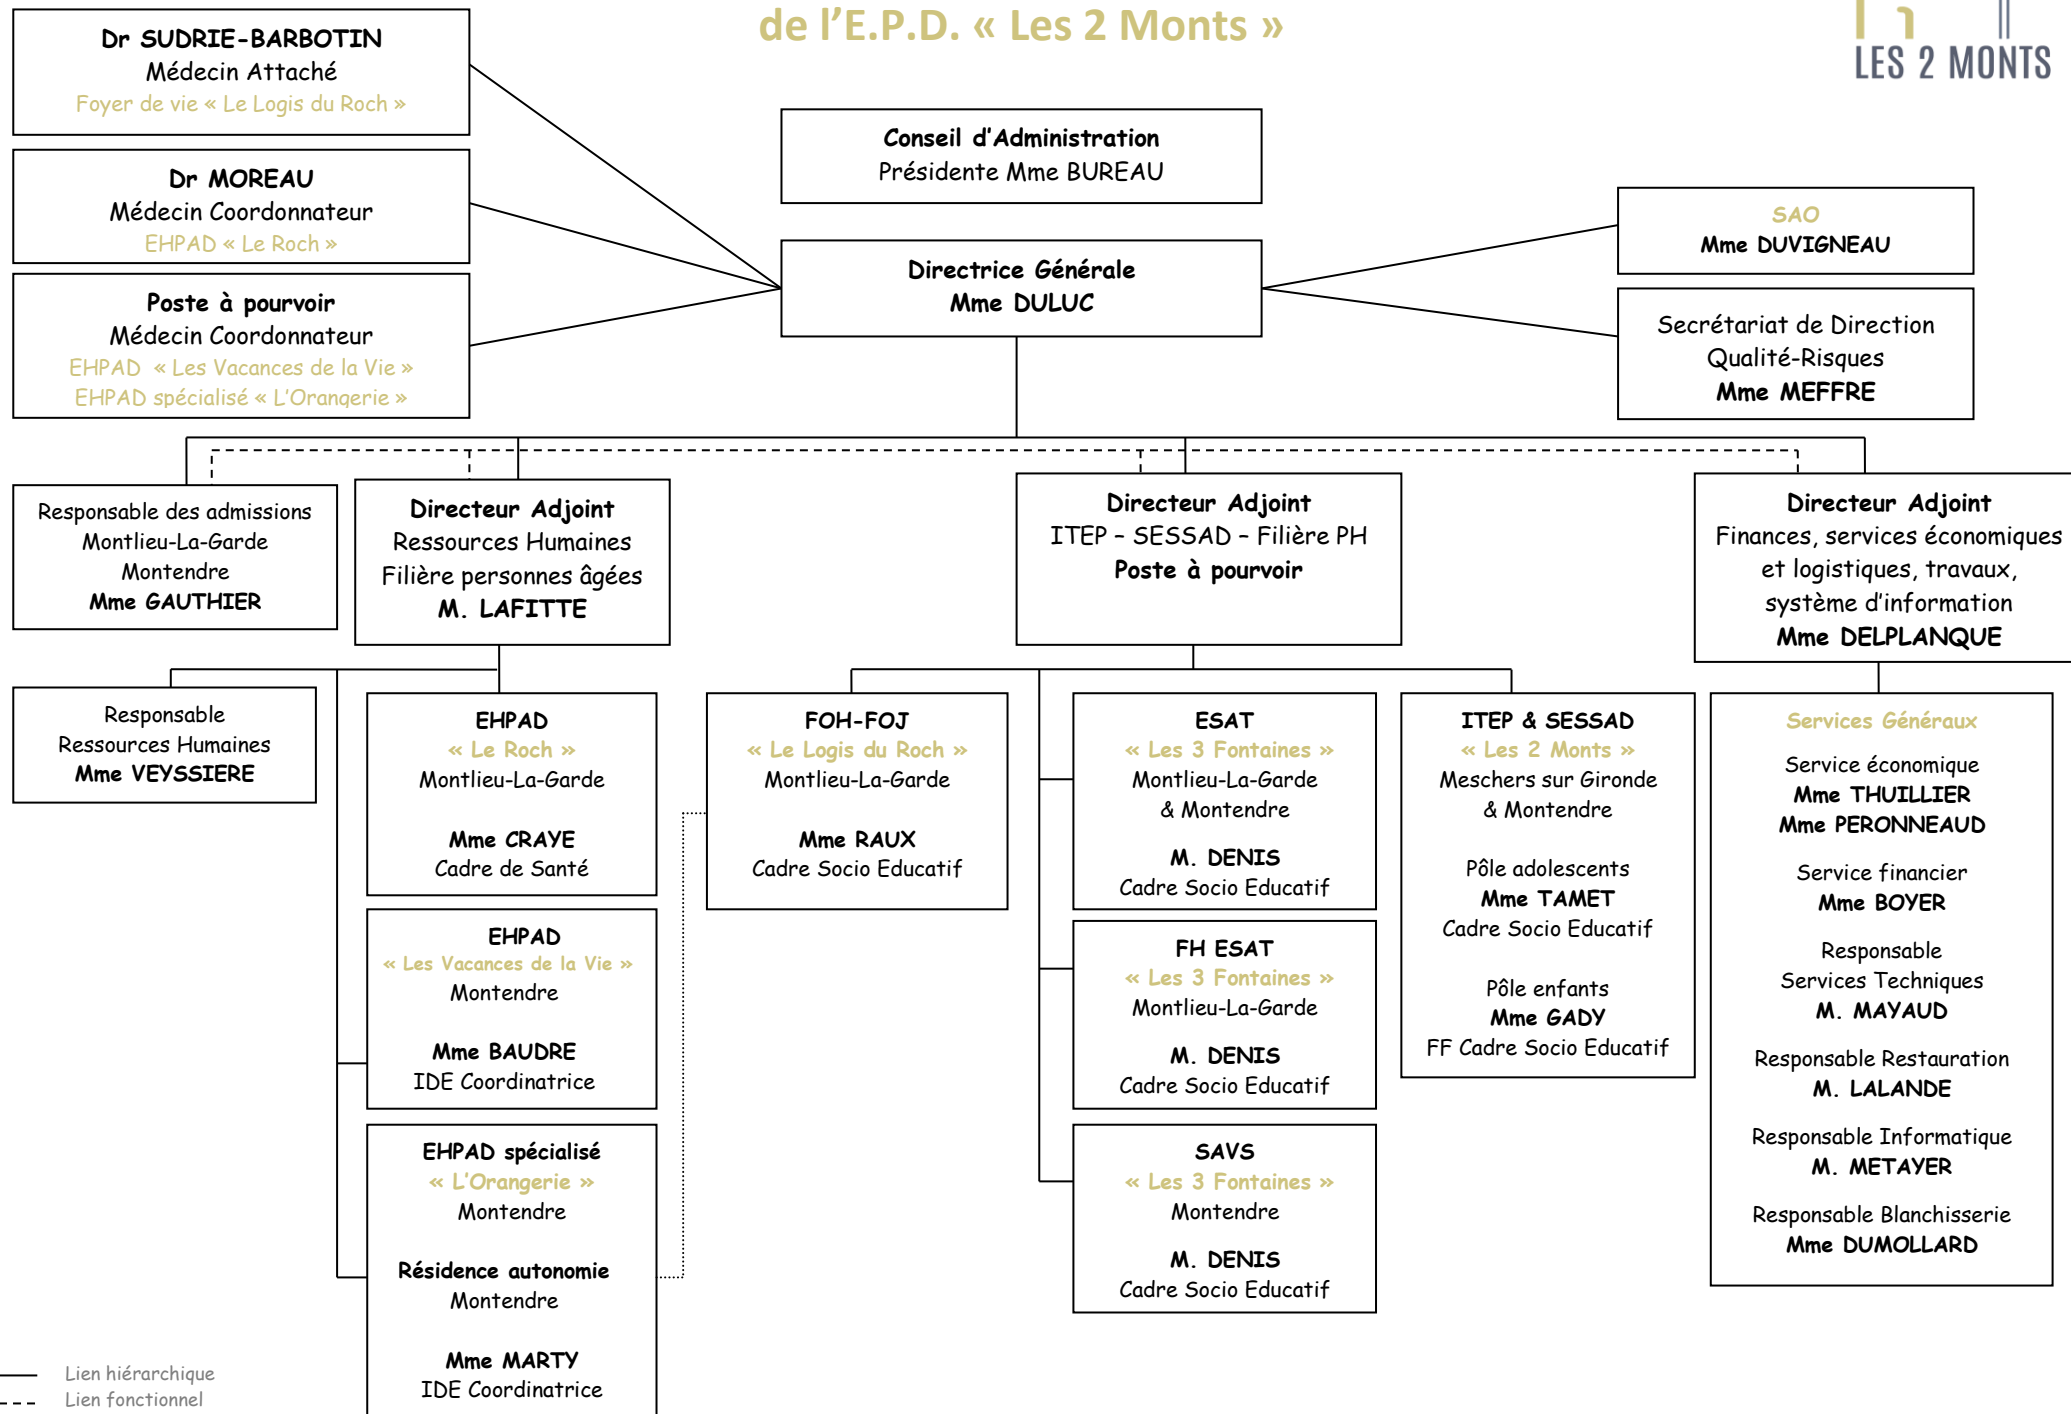 de l'E.P.D. « Les 2 Monts »
LES 2 MONTS
Dr SUDRIE-BARBOTIN
Médecin Attaché
Foyer de vie « Le Logis du Roch »
Dr MOREAU
Médecin Coordonnateur
EHPAD « Le Roch »
Poste à pourvoir
Médecin Coordonnateur
EHPAD « Les Vacances de la Vie »
EHPAD spécialisé « L'Orangerie »
Conseil d'Administration
Présidente Mme BUREAU
Directrice Générale
Mme DULUC
SAO
Mme DUVIGNEAU
Secrétariat de Direction
Qualité-Risques
Mme MEFFRE
Responsable des admissions
Montlieu-La-Garde
Montendre
Mme GAUTHIER
Directeur Adjoint
Ressources Humaines
Filière personnes âgées
M. LAFITTE
Directeur Adjoint
ITEP – SESSAD – Filière PH
Poste à pourvoir
Directeur Adjoint
Finances, services économiques
et logistiques, travaux,
système d'information
Mme DELPLANQUE
Responsable
Ressources Humaines
Mme VEYSSIERE
EHPAD
« Le Roch »
Montlieu-La-Garde
Mme CRAYE
Cadre de Santé
EHPAD
« Les Vacances de la Vie »
Montendre
Mme BAUDRE
IDE Coordinatrice
EHPAD spécialisé
« L'Orangerie »
Montendre
Résidence autonomie
Montendre
Mme MARTY
IDE Coordinatrice
FOH-FOJ
« Le Logis du Roch »
Montlieu-La-Garde
Mme RAUX
Cadre Socio Educatif
ESAT
« Les 3 Fontaines »
Montlieu-La-Garde
& Montendre
M. DENIS
Cadre Socio Educatif
FH ESAT
« Les 3 Fontaines »
Montlieu-La-Garde
M. DENIS
Cadre Socio Educatif
SAVS
« Les 3 Fontaines »
Montendre
M. DENIS
Cadre Socio Educatif
ITEP & SESSAD
« Les 2 Monts »
Meschers sur Gironde
& Montendre
Pôle adolescents
Mme TAMET
Cadre Socio Educatif
Pôle enfants
Mme GADY
FF Cadre Socio Educatif
Services Généraux
Service économique
Mme THUILLIER
Mme PERONNEAUD
Service financier
Mme BOYER
Responsable
Services Techniques
M. MAYAUD
Responsable Restauration
M. LALANDE
Responsable Informatique
M. METAYER
Responsable Blanchisserie
Mme DUMOLLARD
Lien hiérarchique
Lien fonctionnel